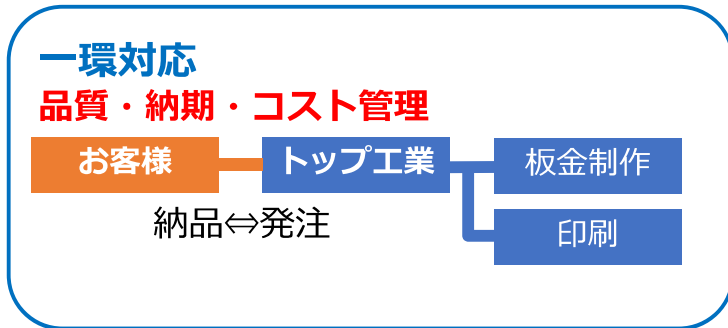 一環対応
品質・納期・コスト管理
お客様
トップ工業
板金制作
納品⇔発注
印刷